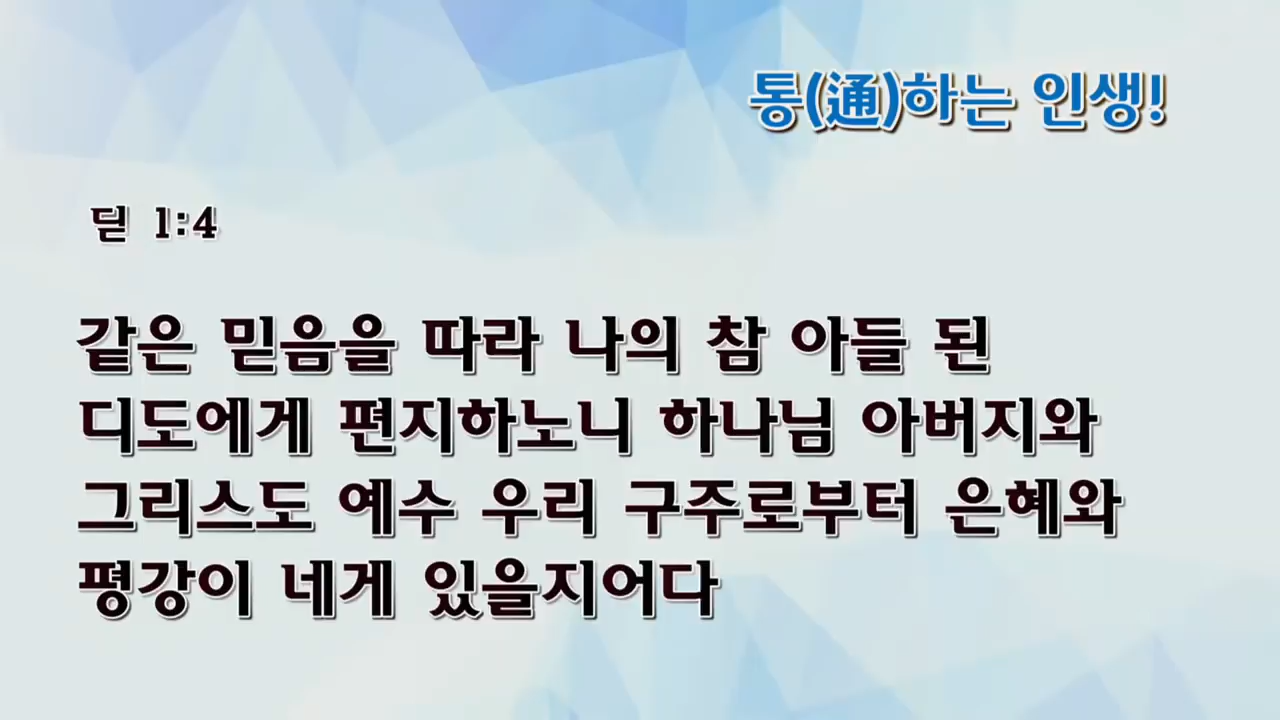 통(通)하는 인생!
딛 1:4
같은 믿음을 따라 나의 참 아들 된
디도에게 편지하노니 하나님 아버지와
그리스도 예수 우리 구주로부터 은혜와
평강이 네게 있을지어다